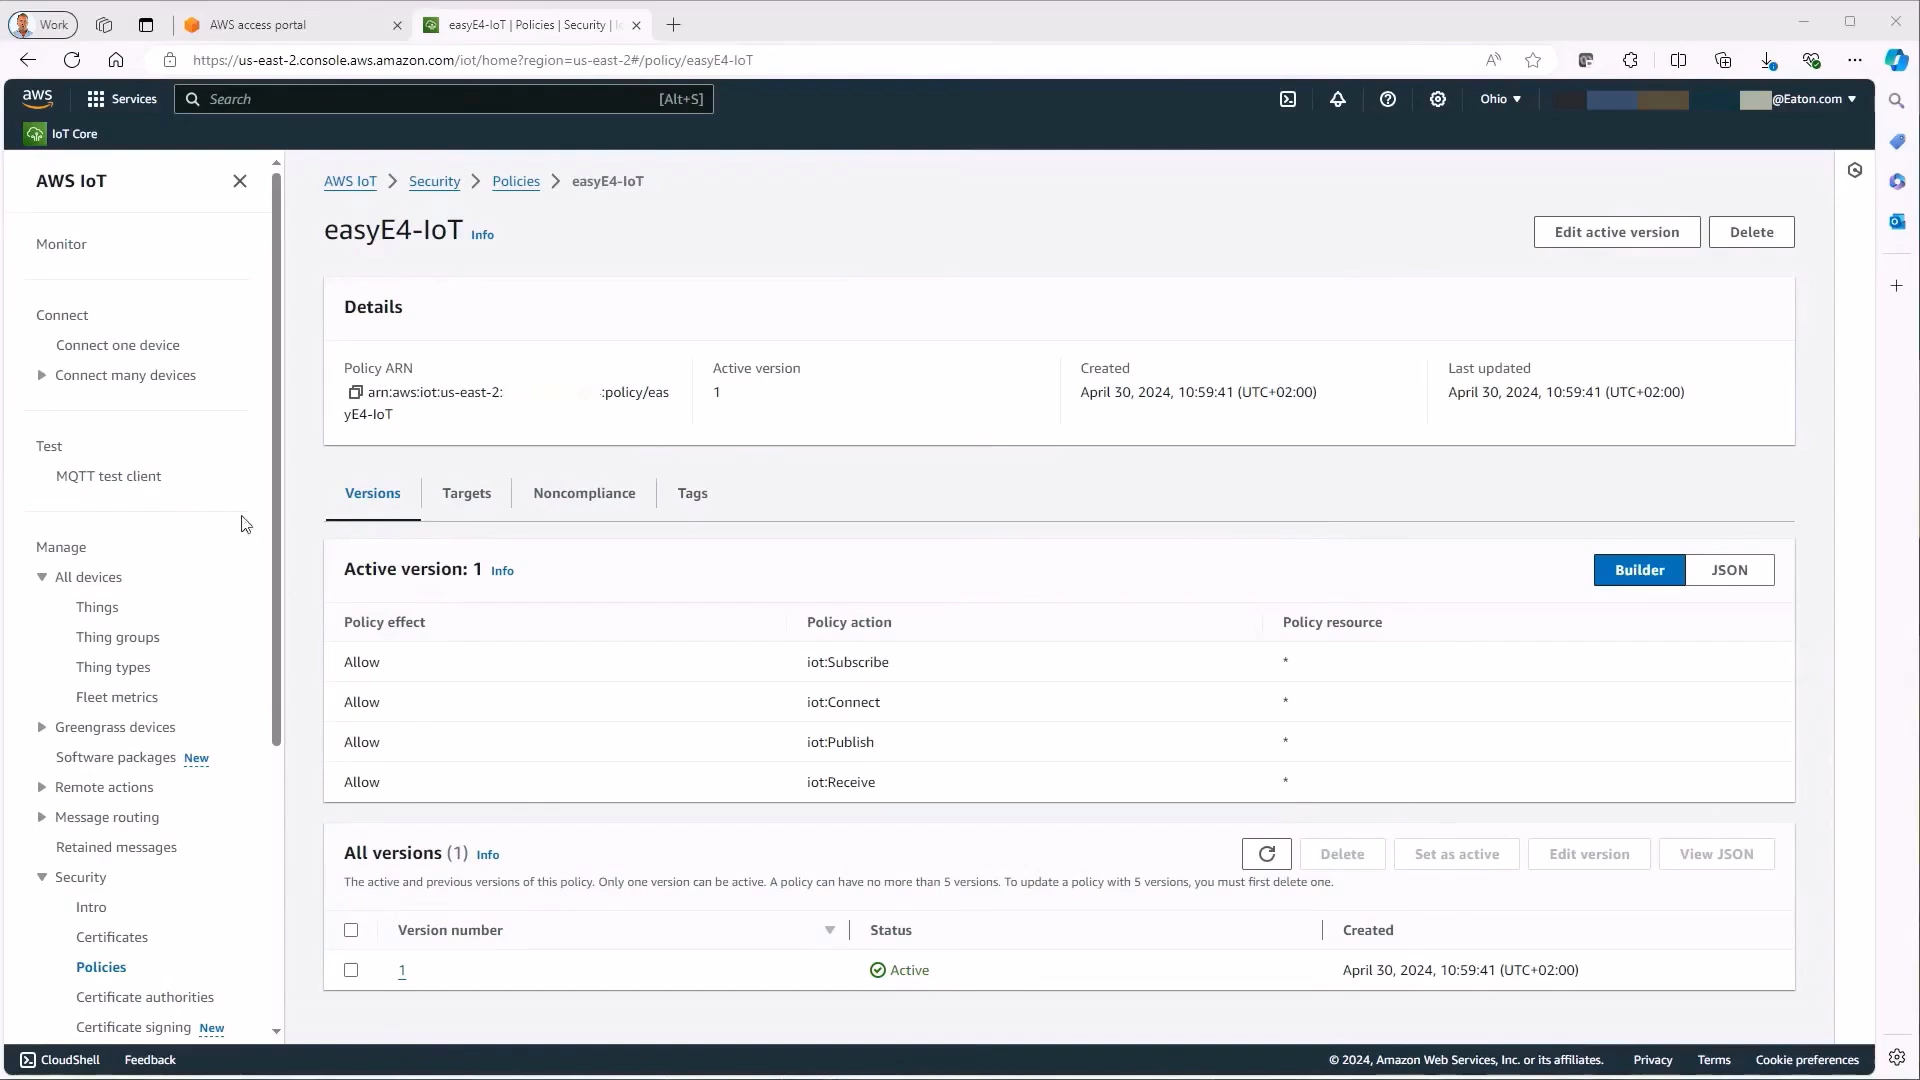 Work
AWS access portal
easyE4-IoT | Policies | Security |
https://us-east-2.console.aws.amazon.com/iot/home?region=us-east-2#/policy/easyE4-IoT
aws
Services
Search
[Alt+S]
Ohio
@Eaton.com
IoT Core
AWS IoT
Monitor
Connect
Connect one device
Connect many devices
Test
MQTT test client
Manage
All devices
Things
Thing groups
Thing types
Fleet metrics
Greengrass devices
Software packages New
Remote actions
Message routing
Retained messages
Security
Intro
Certificates
Policies
Certificate authorities
Certificate signing New
AWS IoT > Security > Policies > easyE4-IoT
easyE4-IoT Info
Edit active version
Delete
Details
Policy ARN
arn:aws:iot:us-east-2: :policy/eas
yE4-IoT
Active version
1
Created
April 30, 2024, 10:59:41 (UTC+02:00)
Last updated
April 30, 2024, 10:59:41 (UTC+02:00)
Versions
Targets
Noncompliance
Tags
Active version: 1 Info
Builder
JSON
Policy effect Policy action Policy resource
Allow iot:Subscribe *
Allow iot:Connect *
Allow iot:Publish *
Allow iot:Receive *
All versions (1) Info
Delete
Set as active
Edit version
View JSON
The active and previous versions of this policy. Only one version can be active. A policy can have no more than 5 versions. To update a policy with 5 versions, you must first delete one.
Version number Status Created
1 Active April 30, 2024, 10:59:41 (UTC+02:00)
CloudShell
Feedback
© 2024, Amazon Web Services, Inc. or its affiliates.
Privacy
Terms
Cookie preferences